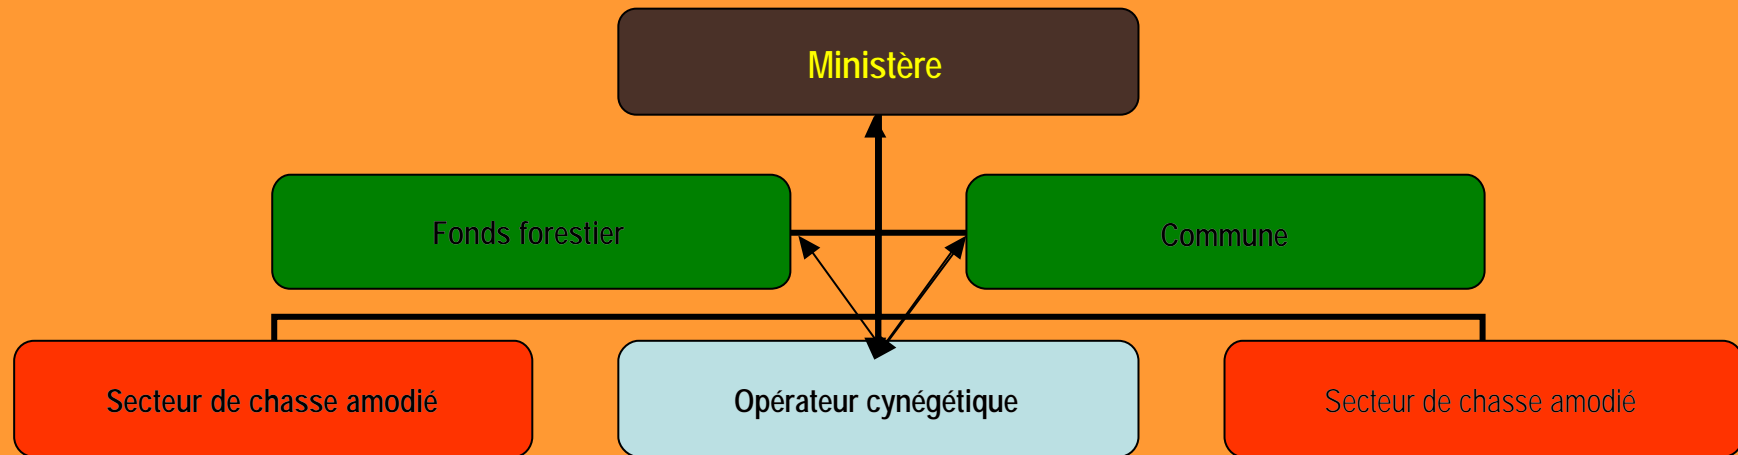 Ministère
Fonds forestier
Commune
Secteur de chasse amodié
Opérateur cynégétique
Secteur de chasse amodié